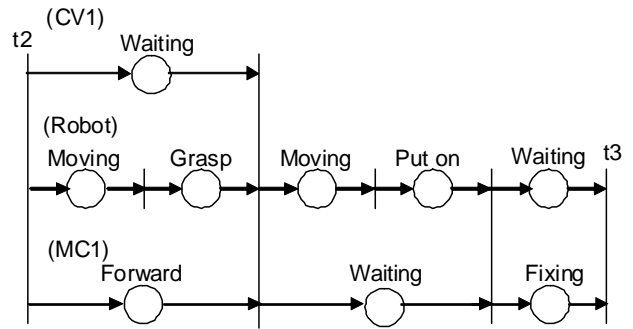 (CV1)
t2
Waiting
(Robot)
Moving Grasp Moving Put on Waiting t3
(MC1)
Forward Waiting Fixing